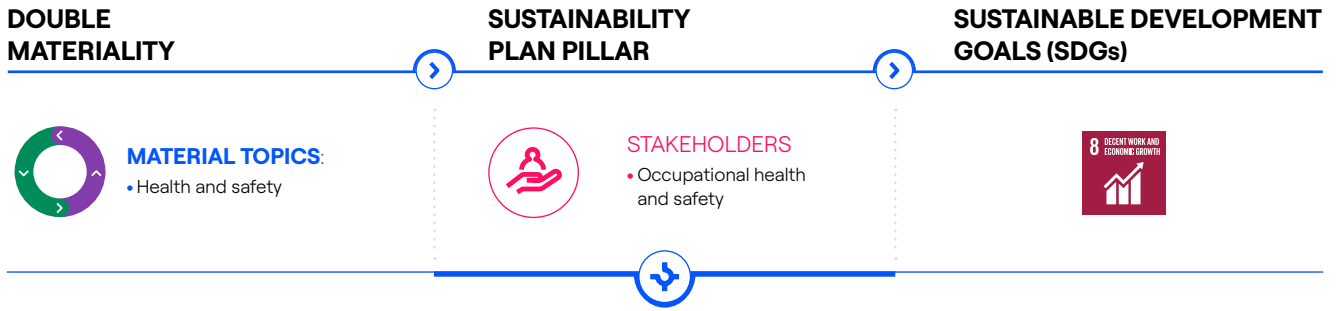 DOUBLE
MATERIALITY
SUSTAINABILITY
PLAN PILLAR
SUSTAINABLE DEVELOPMENT
GOALS (SDGs)
MATERIAL TOPICS:
• Health and safety
STAKEHOLDERS
• Occupational health
and safety
8 DECENT WORK AND
ECONOMIC GROWTH